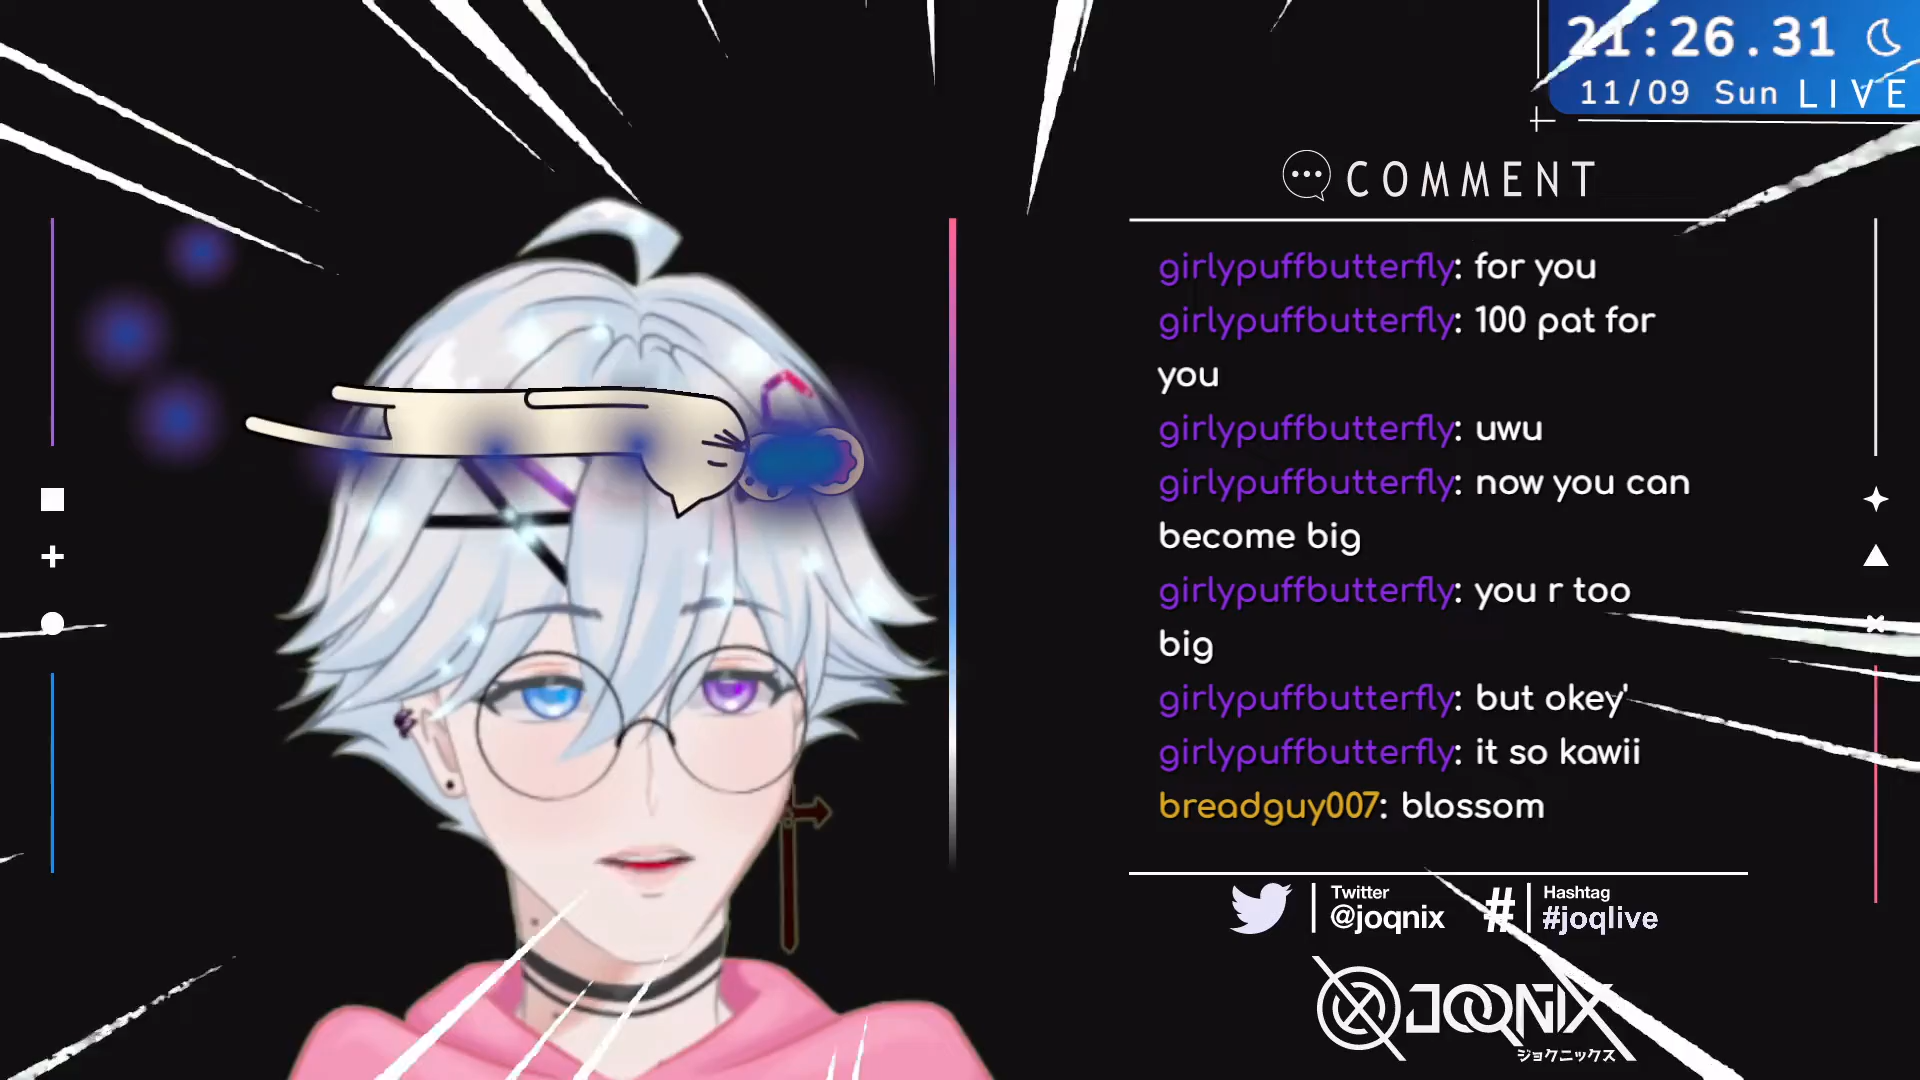 21:26.31
11/09 Sun LIVE
COMMENT
girlypuffbutterfly: for you
girlypuffbutterfly: 100 pat for
you
girlypuffbutterfly: uwu
girlypuffbutterfly: now you can
become big
girlypuffbutterfly: you r too
big
girlypuffbutterfly: but okey'
girlypuffbutterfly: it so kawii
breadguy007: blossom
Twitter
@joqnix
# Hashtag
#joqlive
JOQNIX
ジョクニックス